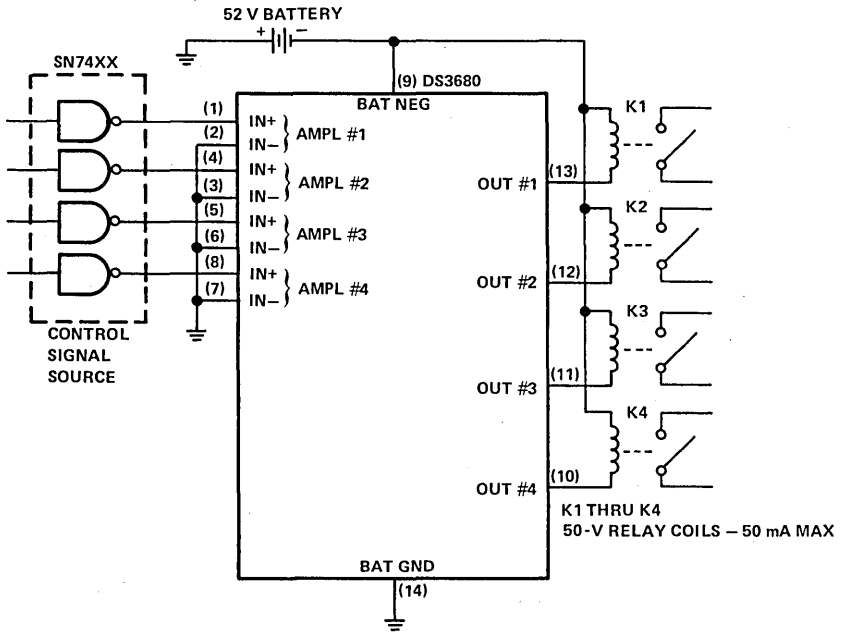 52 V BATTERY
+ −
SN74XX
(9) DS3680
BAT NEG
(1) IN+
(2) IN−
AMPL #1
(4) IN+
(3) IN−
AMPL #2
(5) IN+
(6) IN−
AMPL #3
(8) IN+
(7) IN−
AMPL #4
CONTROL
SIGNAL
SOURCE
K1
OUT #1 (13)
K2
OUT #2 (12)
K3
OUT #3 (11)
K4
OUT #4 (10)
K1 THRU K4
50-V RELAY COILS – 50 mA MAX
BAT GND
(14)